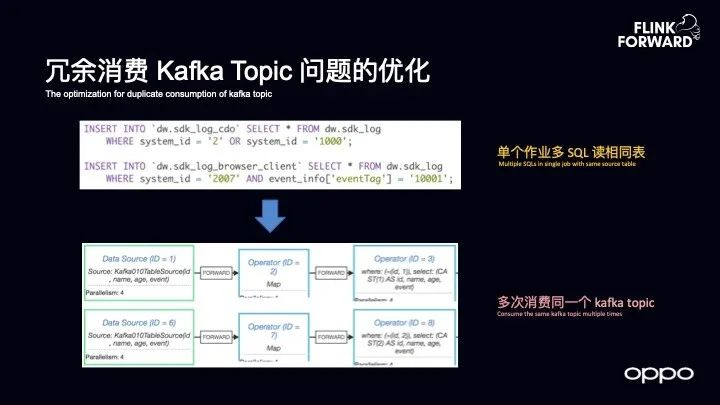 FLINK
FORWARD
冗余消费 Kafka Topic 问题的优化
The optimization for duplicate consumption of kafka topic
INSERT INTO `dw.sdk_log_cdo` SELECT * FROM dw.sdk_log
WHERE system_id = '2' OR system_id = '1000';
INSERT INTO `dw.sdk_log_browser_client` SELECT * FROM dw.sdk_log
WHERE system_id = '2007' AND event_info['eventTag'] = '10001';
单个作业多 SQL 读相同表
Multiple SQLs in single job with same source table
Data Source (ID = 1)
Source: Kafka010TableSource(id
, name, age, event)
Parallelism: 4
FORWARD
Operator (ID =
2)
Map
FORWARD
Operator (ID = 3)
where: (=(id, 1)), select: (CA
ST(1) AS id, name, age,
event)
Data Source (ID = 6)
Source: Kafka010TableSource(id
, name, age, event)
Parallelism: 4
FORWARD
Operator (ID =
7)
Map
FORWARD
Operator (ID = 8)
where: (=(id, 2)), select: (CA
ST(2) AS id, name, age,
event)
多次消费同一个 kafka topic
Consume the same kafka topic multiple times
oppo